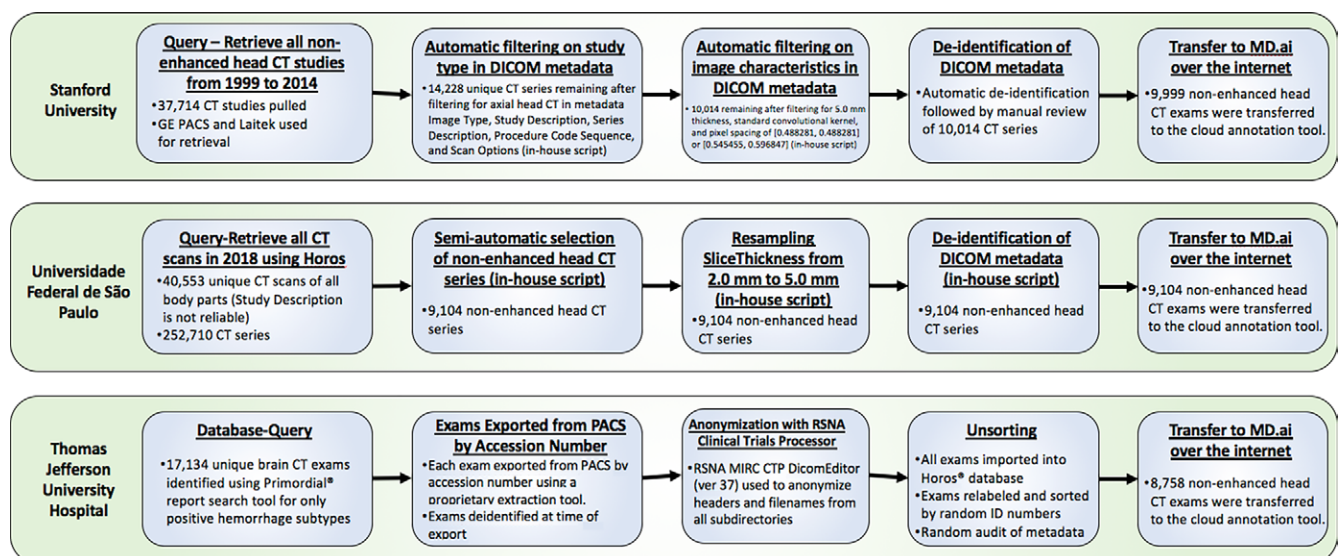 Stanford
University
Query – Retrieve all non-
enhanced head CT studies
from 1999 to 2014
•37,714 CT studies pulled
•GE PACS and Laitek used
for retrieval
Automatic filtering on study
type in DICOM metadata
•14,228 unique CT series remaining after
filtering for axial head CT in metadata
Image Type, Study Description, Series
Description, Procedure Code Sequence,
and Scan Options (in-house script)
Automatic filtering on
image characteristics in
DICOM metadata
•10,014 remaining after filtering for 5.0 mm
thickness, standard convolutional kernel,
and pixel spacing of [0.488281, 0.488281]
or [0.545455, 0.596847] (in-house script)
De-identification of
DICOM metadata
•Automatic de-identification
followed by manual review
of 10,014 CT series
Transfer to MD.ai
over the internet
•9,999 non-enhanced head
CT exams were transferred
to the cloud annotation tool.
Universidade
Federal de São
Paulo
Query-Retrieve all CT
scans in 2018 using Horos
•40,553 unique CT scans of all
body parts (Study Description
is not reliable)
•252,710 CT series
Semi-automatic selection
of non-enhanced head CT
series (in-house script)
•9,104 non-enhanced head CT
series
Resampling
SliceThickness from
2.0 mm to 5.0 mm
(in-house script)
•9,104 non-enhanced head
CT series
De-identification of
DICOM metadata
(in-house script)
•9,104 non-enhanced head
CT series
Transfer to MD.ai
over the internet
•9,104 non-enhanced head
CT exams were transferred
to the cloud annotation tool.
Thomas
Jefferson
University
Hospital
Database-Query
•17,134 unique brain CT exams
identified using Primordial®
report search tool for only
positive hemorrhage subtypes
Exams Exported from PACS
by Accession Number
•Each exam exported from PACS by
accession number using a
proprietary extraction tool.
•Exams deidentified at time of
export
Anonymization with RSNA
Clinical Trials Processor
•RSNA MIRC CTP DicomEditor
(ver 37) used to anonymize
headers and filenames from
all subdirectories
Unsorting
•All exams imported into
Horos® database
•Exams relabeled and sorted
by random ID numbers
•Random audit of metadata
Transfer to MD.ai
over the internet
•8,758 non-enhanced head
CT exams were transferred
to the cloud annotation tool.